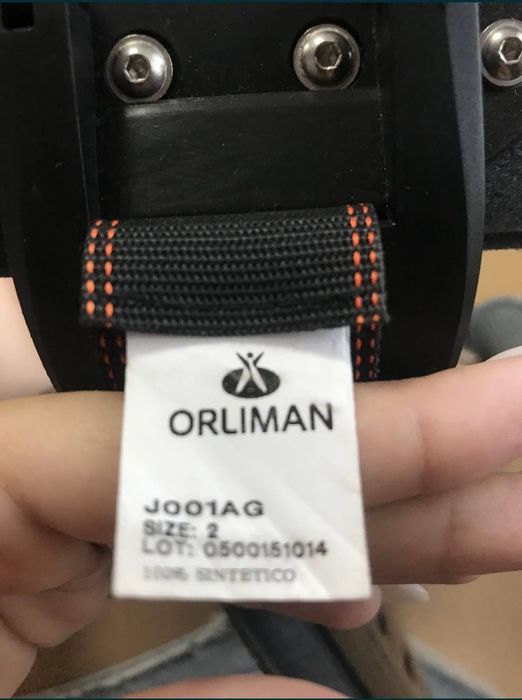 ORLIMAN
J001AG
SIZE: 2
LOT: 0500151014
100% SINTETICO